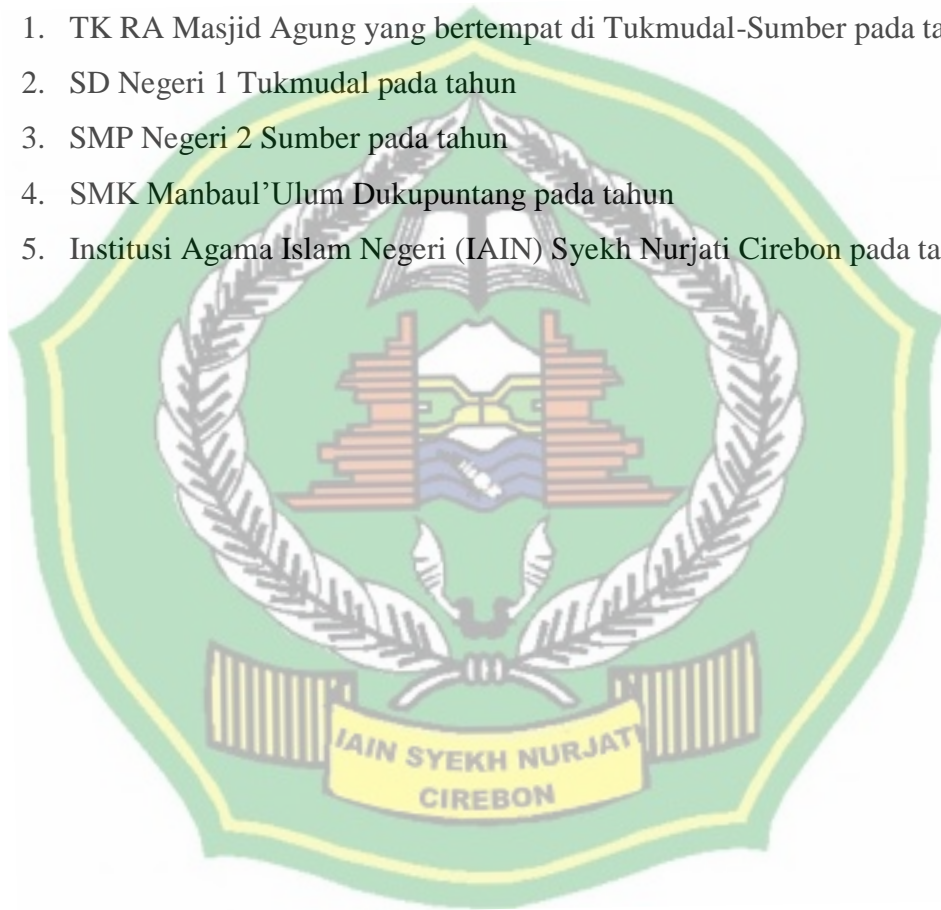 1. TK RA Masjid Agung yang bertempat di Tukmudal-Sumber pada ta
2. SD Negeri 1 Tukmudal pada tahun
3. SMP Negeri 2 Sumber pada tahun
4. SMK Manbaul’Ulum Dukupuntang pada tahun
5. Institusi Agama Islam Negeri (IAIN) Syekh Nurjati Cirebon pada ta
IAIN SYEKH NURJATI
CIREBON